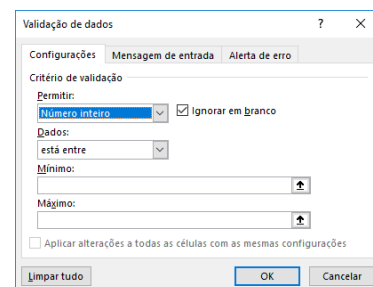 Validação de dados ? ×
Configurações Mensagem de entrada Alerta de erro
Critério de validação
Permitir:
Número inteiro Ignorar em branco
Dados:
está entre
Mínimo:
Máximo:
Aplicar alterações a todas as células com as mesmas configurações
Limpar tudo OK Cancelar